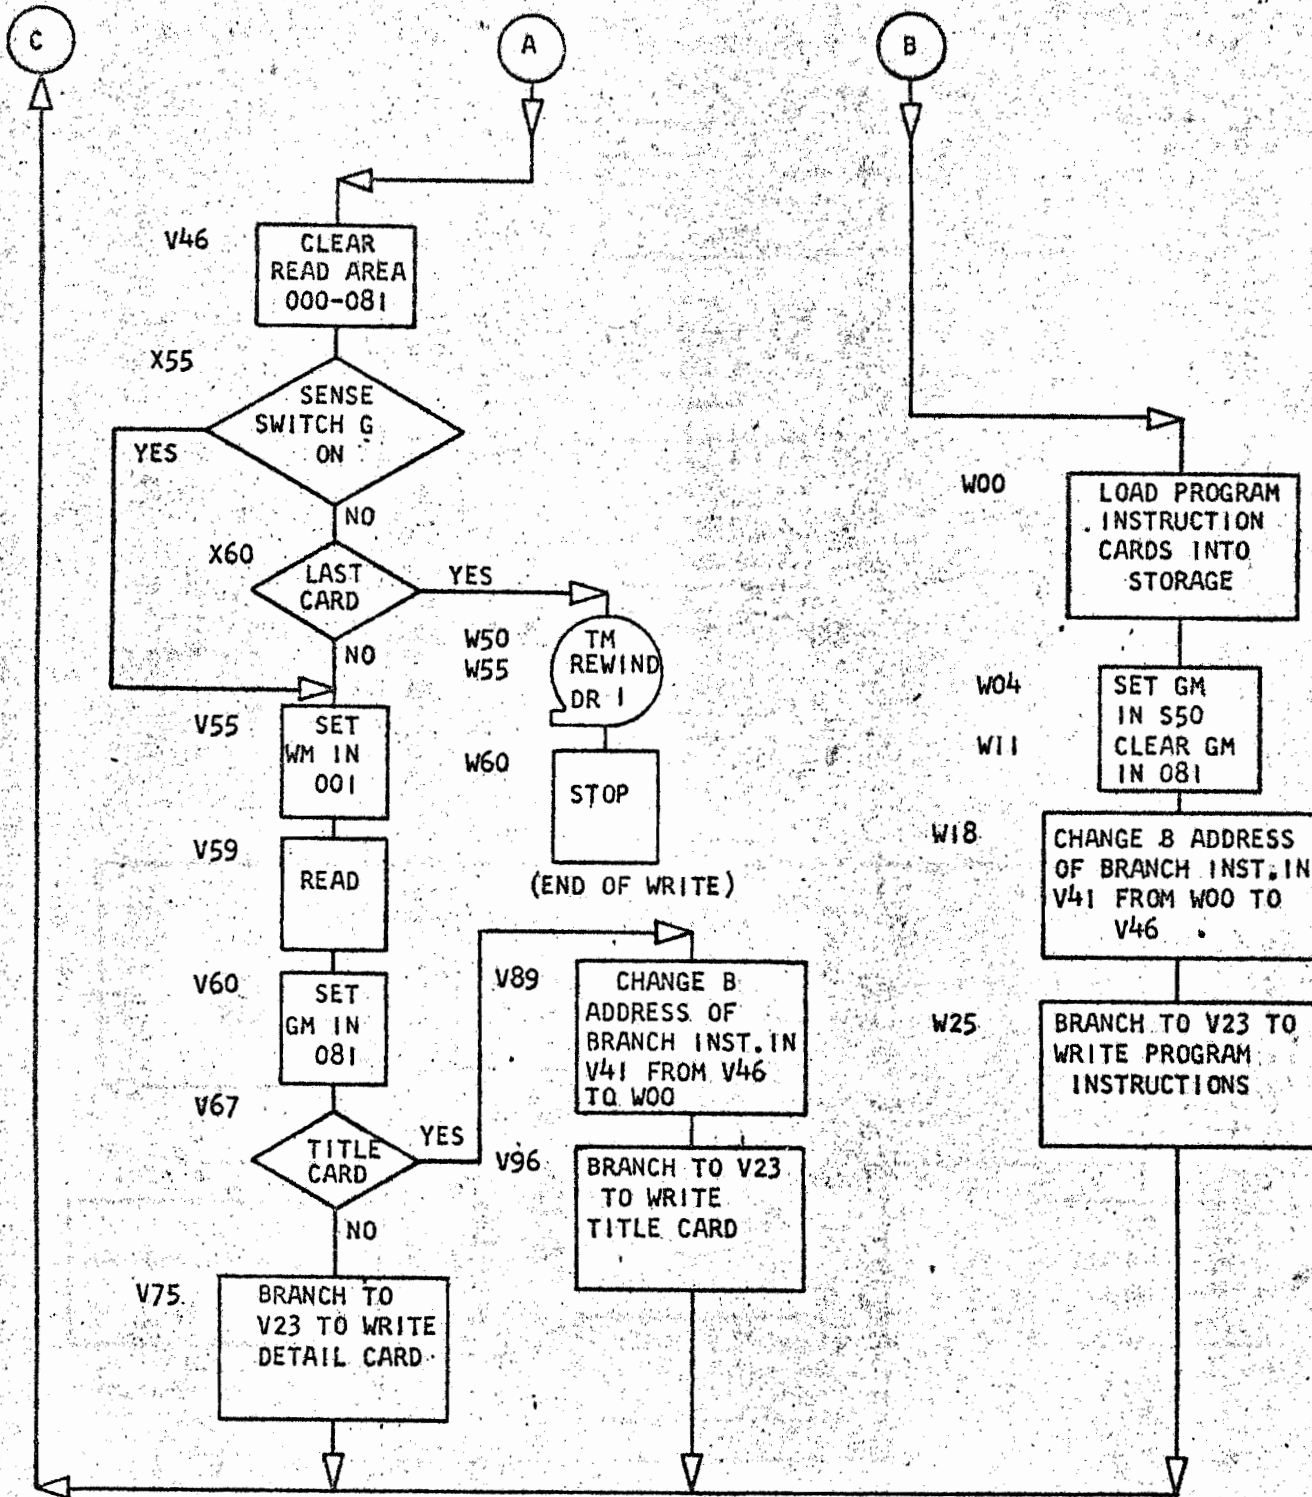 C
A
B
V46
CLEAR
READ AREA
000-081
X55
SENSE
SWITCH G
ON
YES
NO
X60
LAST
CARD
YES
NO
W50
W55
TM
REWIND
DR 1
W60
STOP
(END OF WRITE)
V55
SET
WM IN
001
V59
READ
V60
SET
GM IN
081
V67
TITLE
CARD
YES
NO
V75
BRANCH TO
V23 TO WRITE
DETAIL CARD
V89
CHANGE B
ADDRESS OF
BRANCH INST. IN
V41 FROM V46
TO W00
V96
BRANCH TO V23
TO WRITE
TITLE CARD
W00
LOAD PROGRAM
INSTRUCTION
CARDS INTO
STORAGE
W04
W11
SET GM
IN S50
CLEAR GM
IN 081
W18
CHANGE B ADDRESS
OF BRANCH INST. IN
V41 FROM W00 TO
V46
W25
BRANCH TO V23 TO
WRITE PROGRAM
INSTRUCTIONS